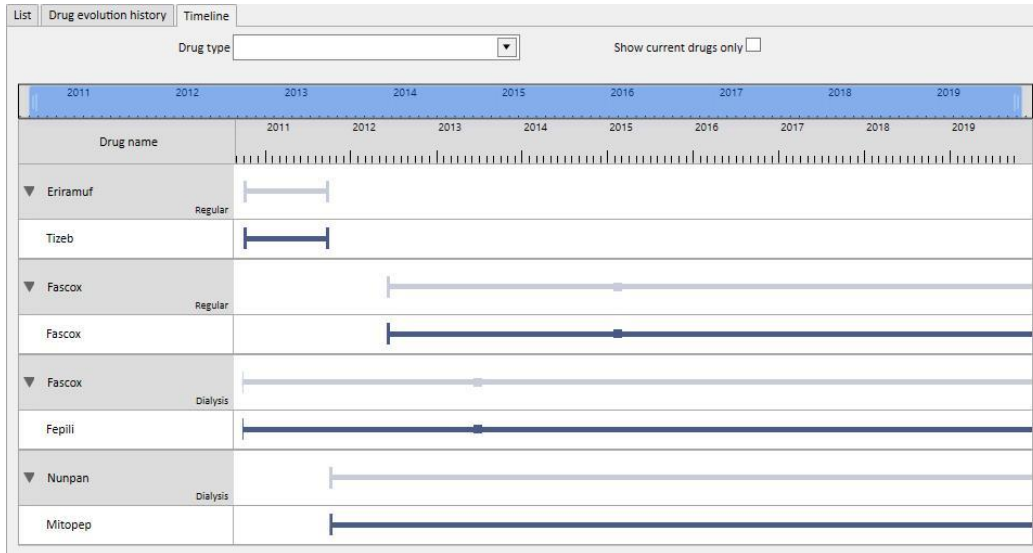 List Drug evolution history Timeline
Drug type Show current drugs only
2011 2012 2013 2014 2015 2016 2017 2018 2019
Drug name 2011 2012 2013 2014 2015 2016 2017 2018 2019
Eriramuf
Regular
Tizeb
Fascox
Regular
Fascox
Fascox
Dialysis
Fepili
Nunpan
Dialysis
Mitopep